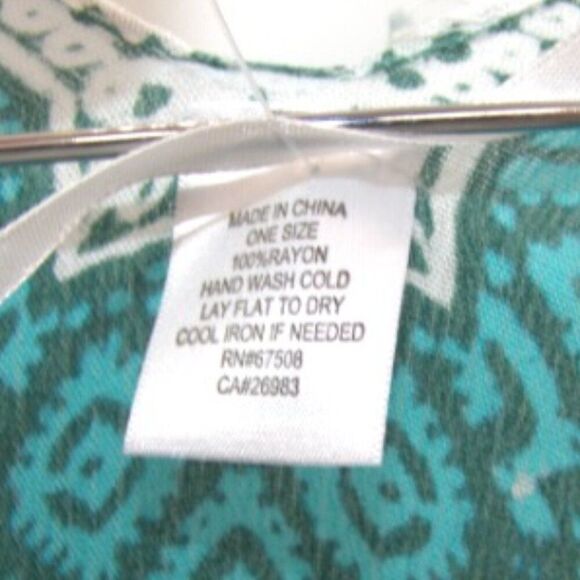 MADE IN CHINA
ONE SIZE
100%RAYON
HAND WASH COLD
LAY FLAT TO DRY
COOL IRON IF NEEDED
RN#67508
CA#26983